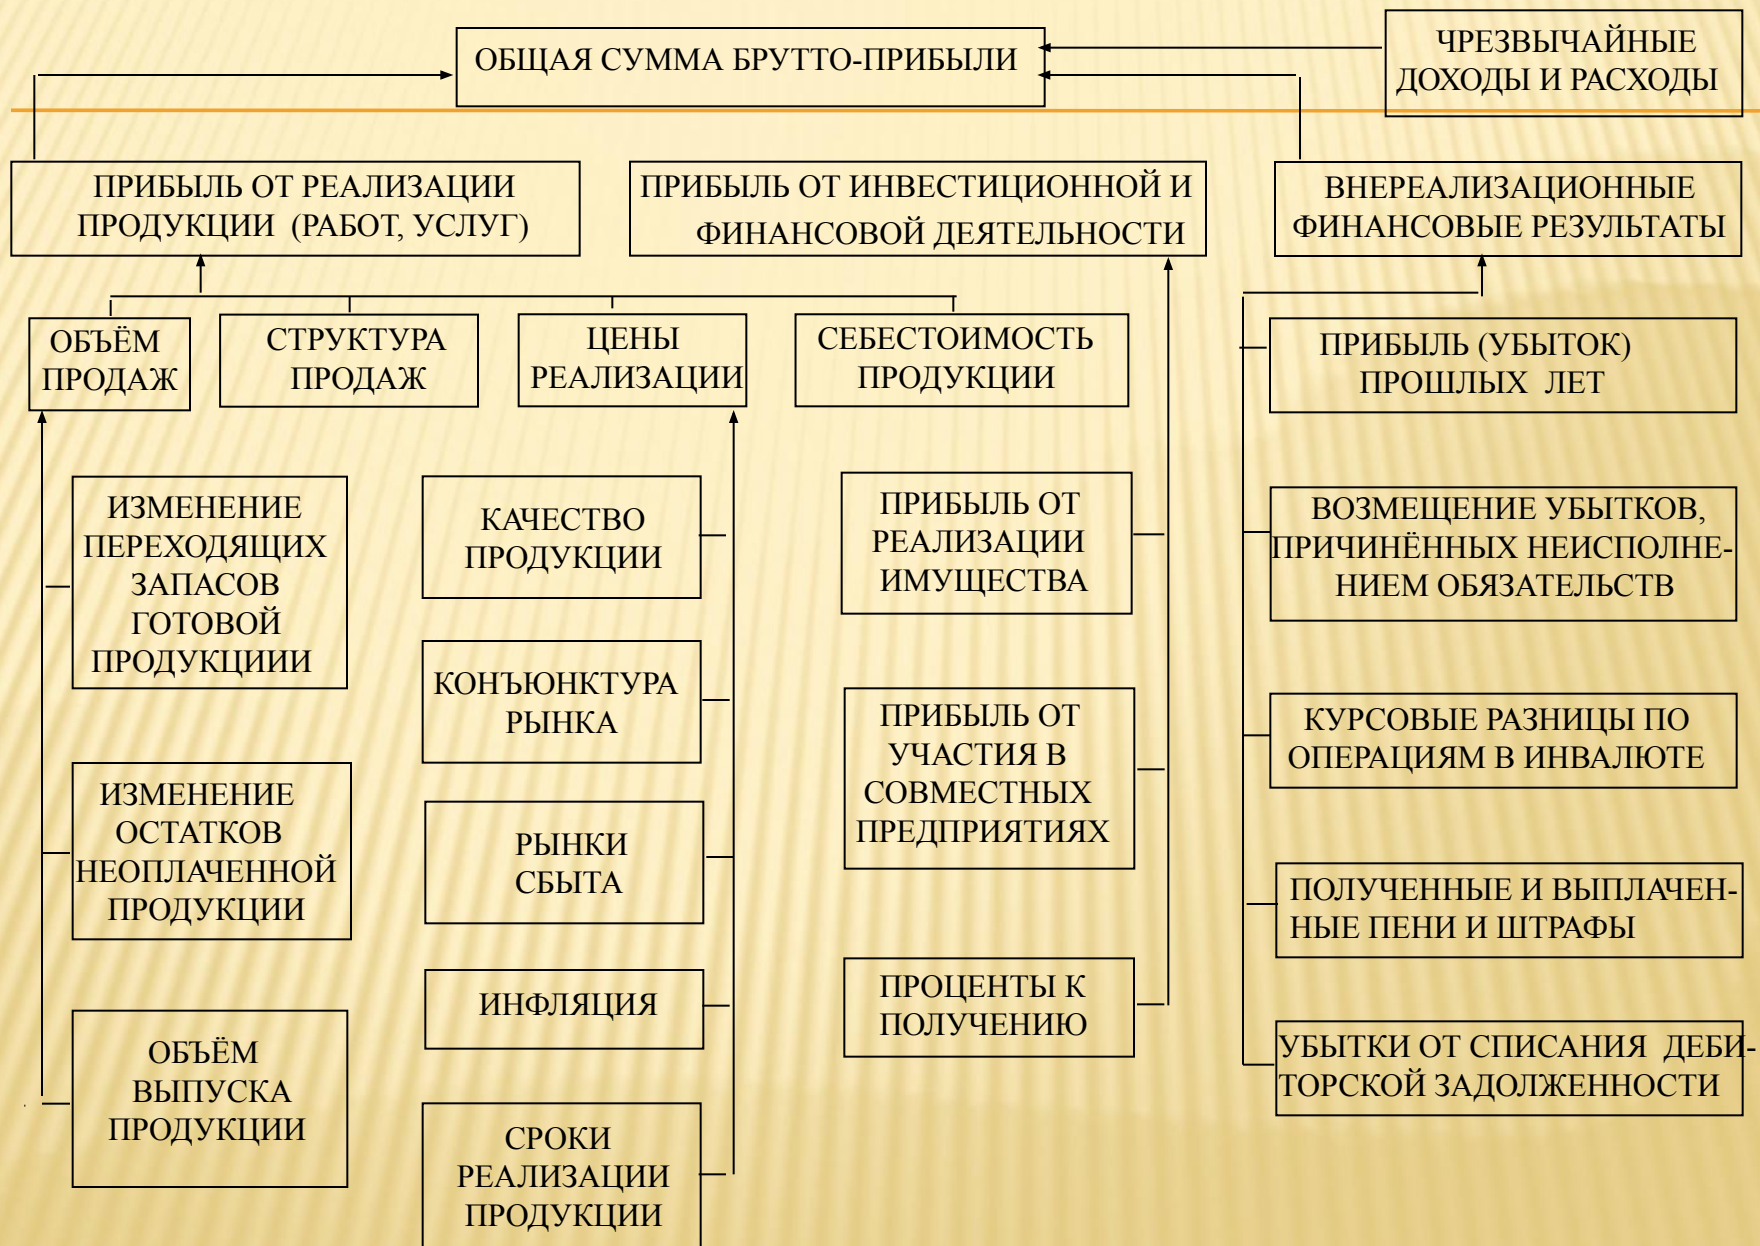 ОБЩАЯ СУММА БРУТТО-ПРИБЫЛИ
ЧРЕЗВЫЧАЙНЫЕ
ДОХОДЫ И РАСХОДЫ
ПРИБЫЛЬ ОТ РЕАЛИЗАЦИИ
ПРОДУКЦИИ (РАБОТ, УСЛУГ)
ПРИБЫЛЬ ОТ ИНВЕСТИЦИОННОЙ И
ФИНАНСОВОЙ ДЕЯТЕЛЬНОСТИ
ВНЕРЕАЛИЗАЦИОННЫЕ
ФИНАНСОВЫЕ РЕЗУЛЬТАТЫ
ОБЪЁМ
ПРОДАЖ
СТРУКТУРА
ПРОДАЖ
ЦЕНЫ
РЕАЛИЗАЦИИ
СЕБЕСТОИМОСТЬ
ПРОДУКЦИИ
ПРИБЫЛЬ (УБЫТОК)
ПРОШЛЫХ ЛЕТ
ИЗМЕНЕНИЕ
ПЕРЕХОДЯЩИХ
ЗАПАСОВ
ГОТОВОЙ
ПРОДУКЦИИИ
ИЗМЕНЕНИЕ
ОСТАТКОВ
НЕОПЛАЧЕННОЙ
ПРОДУКЦИИ
ОБЪЁМ
ВЫПУСКА
ПРОДУКЦИИ
КАЧЕСТВО
ПРОДУКЦИИ
КОНЪЮНКТУРА
РЫНКА
РЫНКИ
СБЫТА
ИНФЛЯЦИЯ
СРОКИ
РЕАЛИЗАЦИИ
ПРОДУКЦИИ
ПРИБЫЛЬ ОТ
РЕАЛИЗАЦИИ
ИМУЩЕСТВА
ПРИБЫЛЬ ОТ
УЧАСТИЯ В
СОВМЕСТНЫХ
ПРЕДПРИЯТИЯХ
ПРОЦЕНТЫ К
ПОЛУЧЕНИЮ
ВОЗМЕЩЕНИЕ УБЫТКОВ,
ПРИЧИНЁННЫХ НЕИСПОЛНЕ-
НИЕМ ОБЯЗАТЕЛЬСТВ
КУРСОВЫЕ РАЗНИЦЫ ПО
ОПЕРАЦИЯМ В ИНВАЛЮТЕ
ПОЛУЧЕННЫЕ И ВЫПЛАЧЕН-
НЫЕ ПЕНИ И ШТРАФЫ
УБЫТКИ ОТ СПИСАНИЯ ДЕБИ-
ТОРСКОЙ ЗАДОЛЖЕННОСТИ